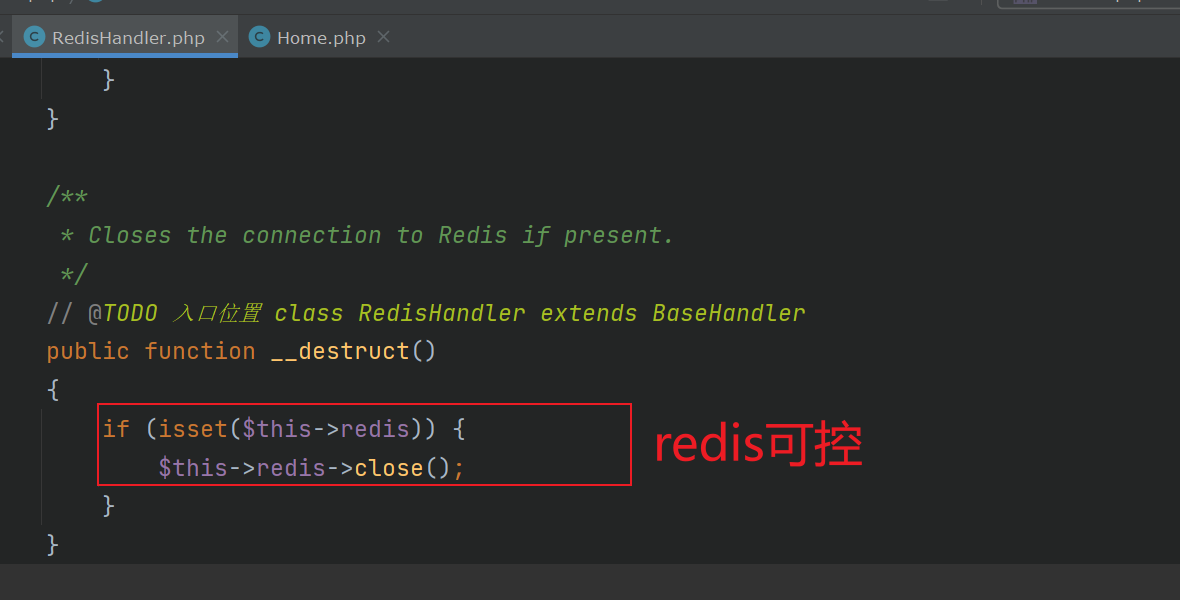 RedisHandler.php
Home.php
}
}
/**
* Closes the connection to Redis if present.
*/
// @TODO 入口位置 class RedisHandler extends BaseHandler
public function __destruct()
{
if (isset($this->redis)) {
$this->redis->close();
}
}
redis可控